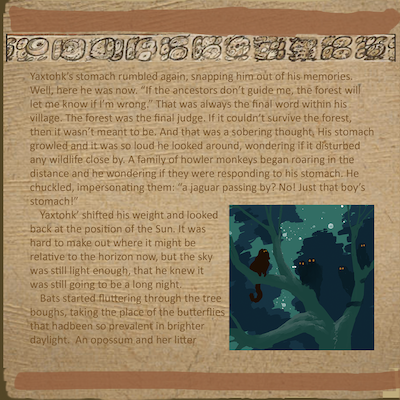 Yaxtohk's stomach rumbled again, snapping him out of his memories.
Well, here he was now. "If the ancestors don't guide me, the forest will
let me know if I'm wrong." That was always the final word within his
village. The forest was the final judge. If it couldn't survive the forest,
then it wasn't meant to be. And that was a sobering thought. His stomach
growled and it was so loud he looked around, wondering if it disturbed
any wildlife close by. A family of howler monkeys began roaring in the
distance and he wondering if they were responding to his stomach. He
chuckled, impersonating them: "a jaguar passing by? No! Just that boy's
stomach!"
Yaxtohk' shifted his weight and looked
back at the position of the Sun. It was
hard to make out where it might be
relative to the horizon now, but the sky
was still light enough, that he knew it
was still going to be a long night.
Bats started fluttering through the tree
boughs, taking the place of the butterflies
that hadbeen so prevalent in brighter
daylight. An opossum and her litter